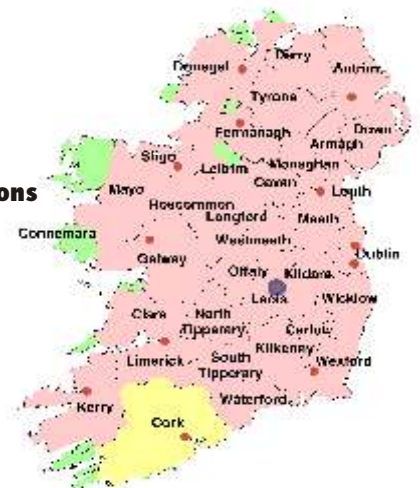 Donegal
Derry
Antrim
Tyrone
Down
Fermanagh
Armagh
Sligo
Monaghan
Leitrim
Cavan
ons
Mayo
Louth
Roscommon
Longford
Meath
Connemara
Westmeath
Dublin
Galway
Offaly
Kildare
Laois
Wicklow
Clare
North
Tipperary
Carlow
Kilkenny
Limerick
South
Tipperary
Wexford
Waterford
Kerry
Cork